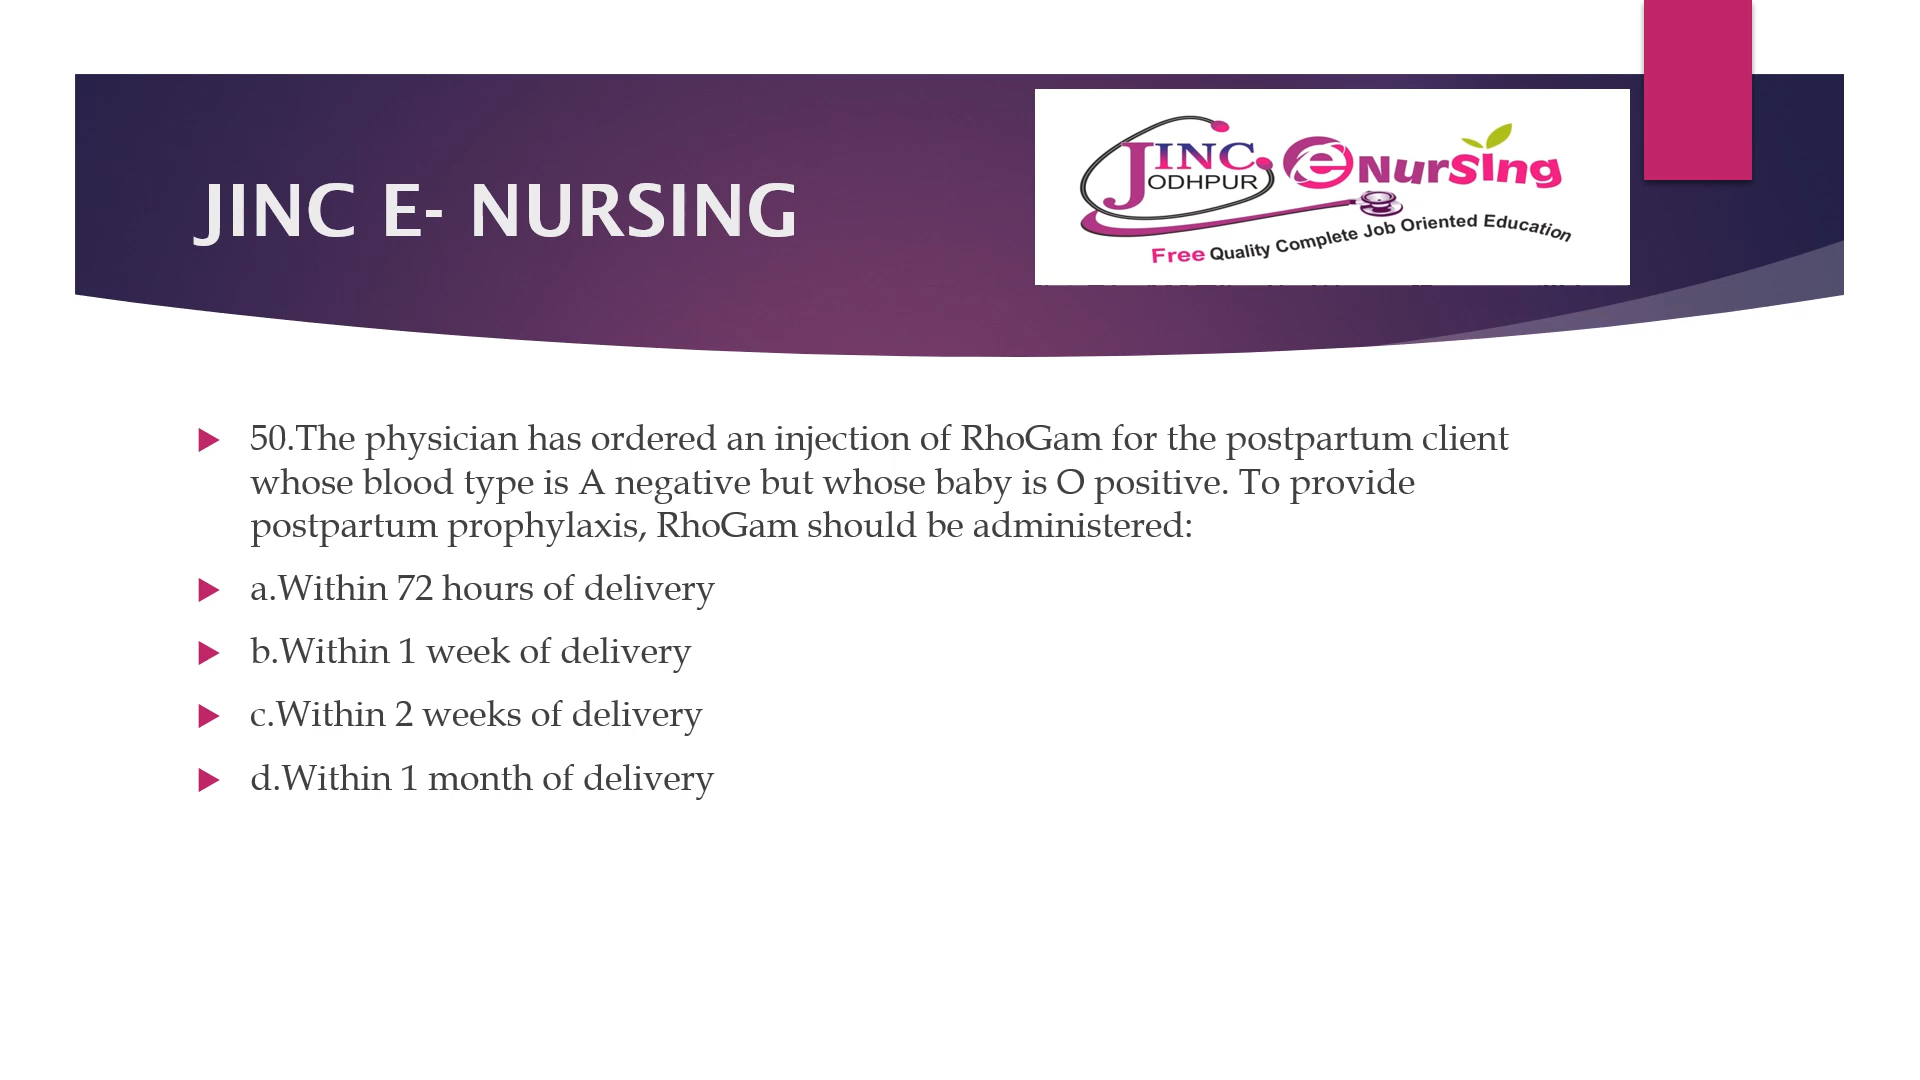 JINC E- NURSING
JINC
ODHPUR
eNursing
Free Quality Complete Job Oriented Education
50.The physician has ordered an injection of RhoGam for the postpartum client
whose blood type is A negative but whose baby is O positive. To provide
postpartum prophylaxis, RhoGam should be administered:
a.Within 72 hours of delivery
b.Within 1 week of delivery
c.Within 2 weeks of delivery
d.Within 1 month of delivery